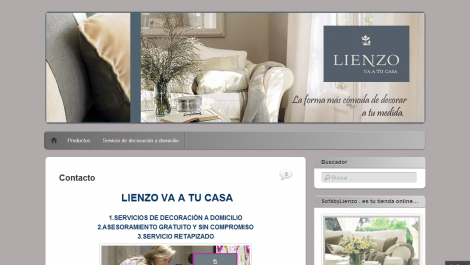 LIENZO
VA A TU CASA
La forma más cómoda de decorar
a tu medida.
Productos
Servicio de decoración a domicilio
Contacto
Buscador
Buscar
LIENZO VA A TU CASA
SofábyLienzo . es tu tienda online...
1.SERVICIOS DE DECORACIÓN A DOMICILIO
2.ASESORAMIENTO GRATUITO Y SIN COMPROMISO
3.SERVICIO RETAPIZADO